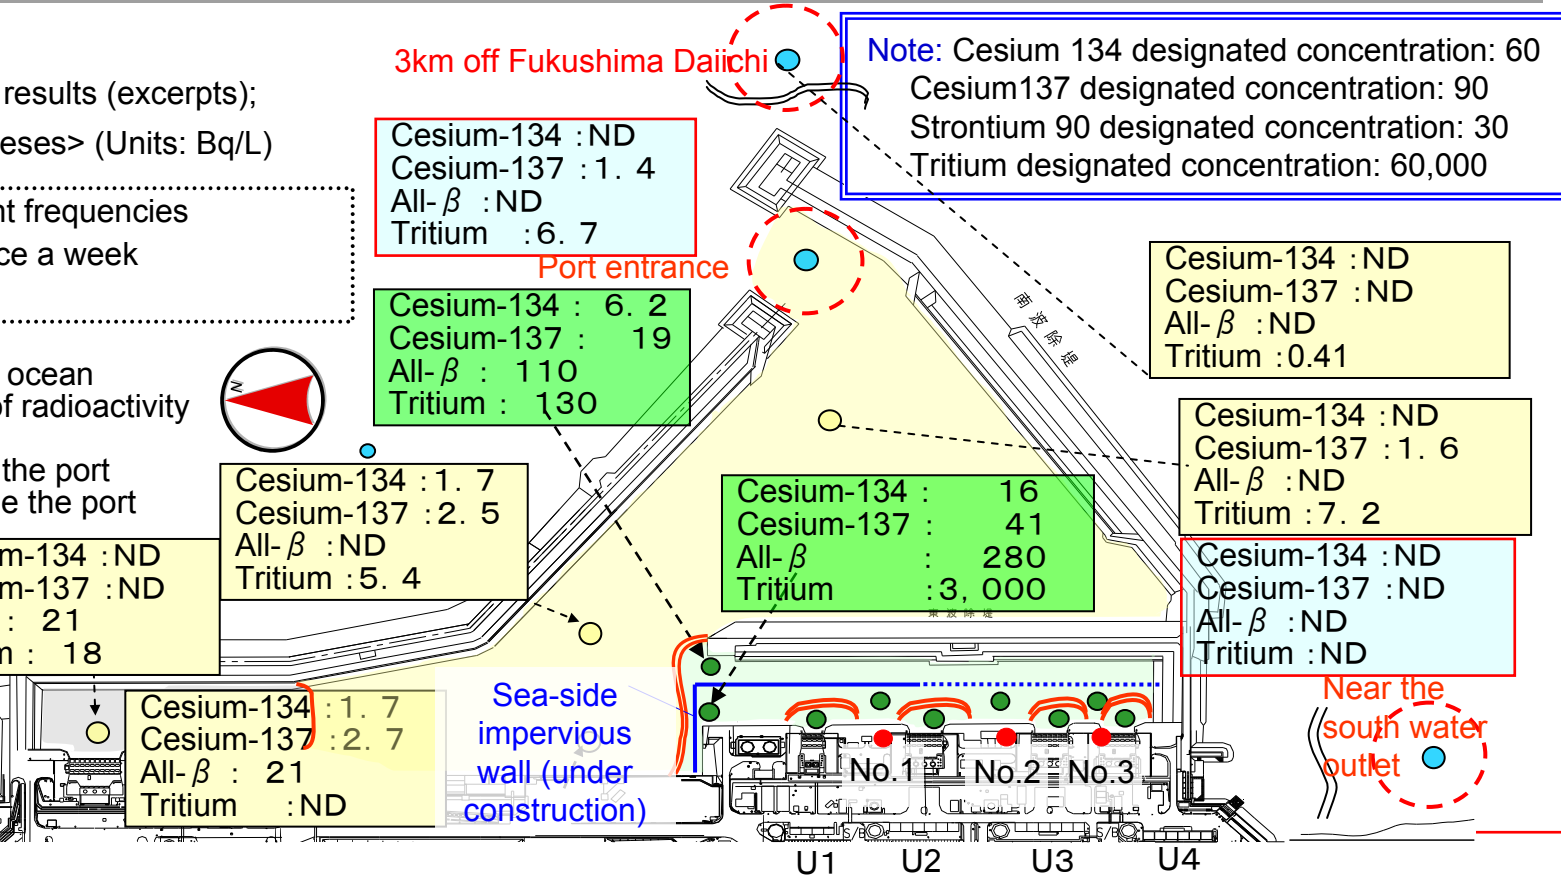 3km off Fukushima Daiichi
Note: Cesium 134 designated concentration: 60
Cesium137 designated concentration: 90
Strontium 90 designated concentration: 30
Tritium designated concentration: 60,000
results (excerpts);
eses> (Units: Bq/L)
nt frequencies
ce a week
Cesium-134 :ND
Cesium-137 :1. 4
All-β :ND
Tritium :6. 7
Port entrance
Cesium-134 : 6. 2
Cesium-137 : 19
All-β : 110
Tritium : 130
Cesium-134 :ND
Cesium-137 :ND
All-β :ND
Tritium :0.41
南波除堤
N
ocean
of radioactivity
the port
e the port
Cesium-134 :ND
Cesium-137 :1. 6
All-β :ND
Tritium :7. 2
Cesium-134 :1. 7
Cesium-137 :2. 5
All-β :ND
Tritium :5. 4
Cesium-134 : 16
Cesium-137 : 41
All-β : 280
Tritium :3, 000
東波除堤
m-134 :ND
m-137 :ND
: 21
m : 18
Cesium-134 :ND
Cesium-137 :ND
All-β :ND
Tritium :ND
Near the
south water
outlet
Cesium-134 :1. 7
Cesium-137 :2. 7
All-β : 21
Tritium :ND
Sea-side
impervious
wall (under
construction)
No.1 No.2 No.3
S/B S/B
U1 U2 U3 U4